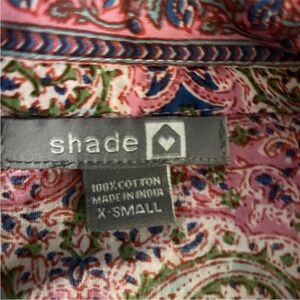 shade
100% COTTON
MADE IN INDIA
X-SMALL